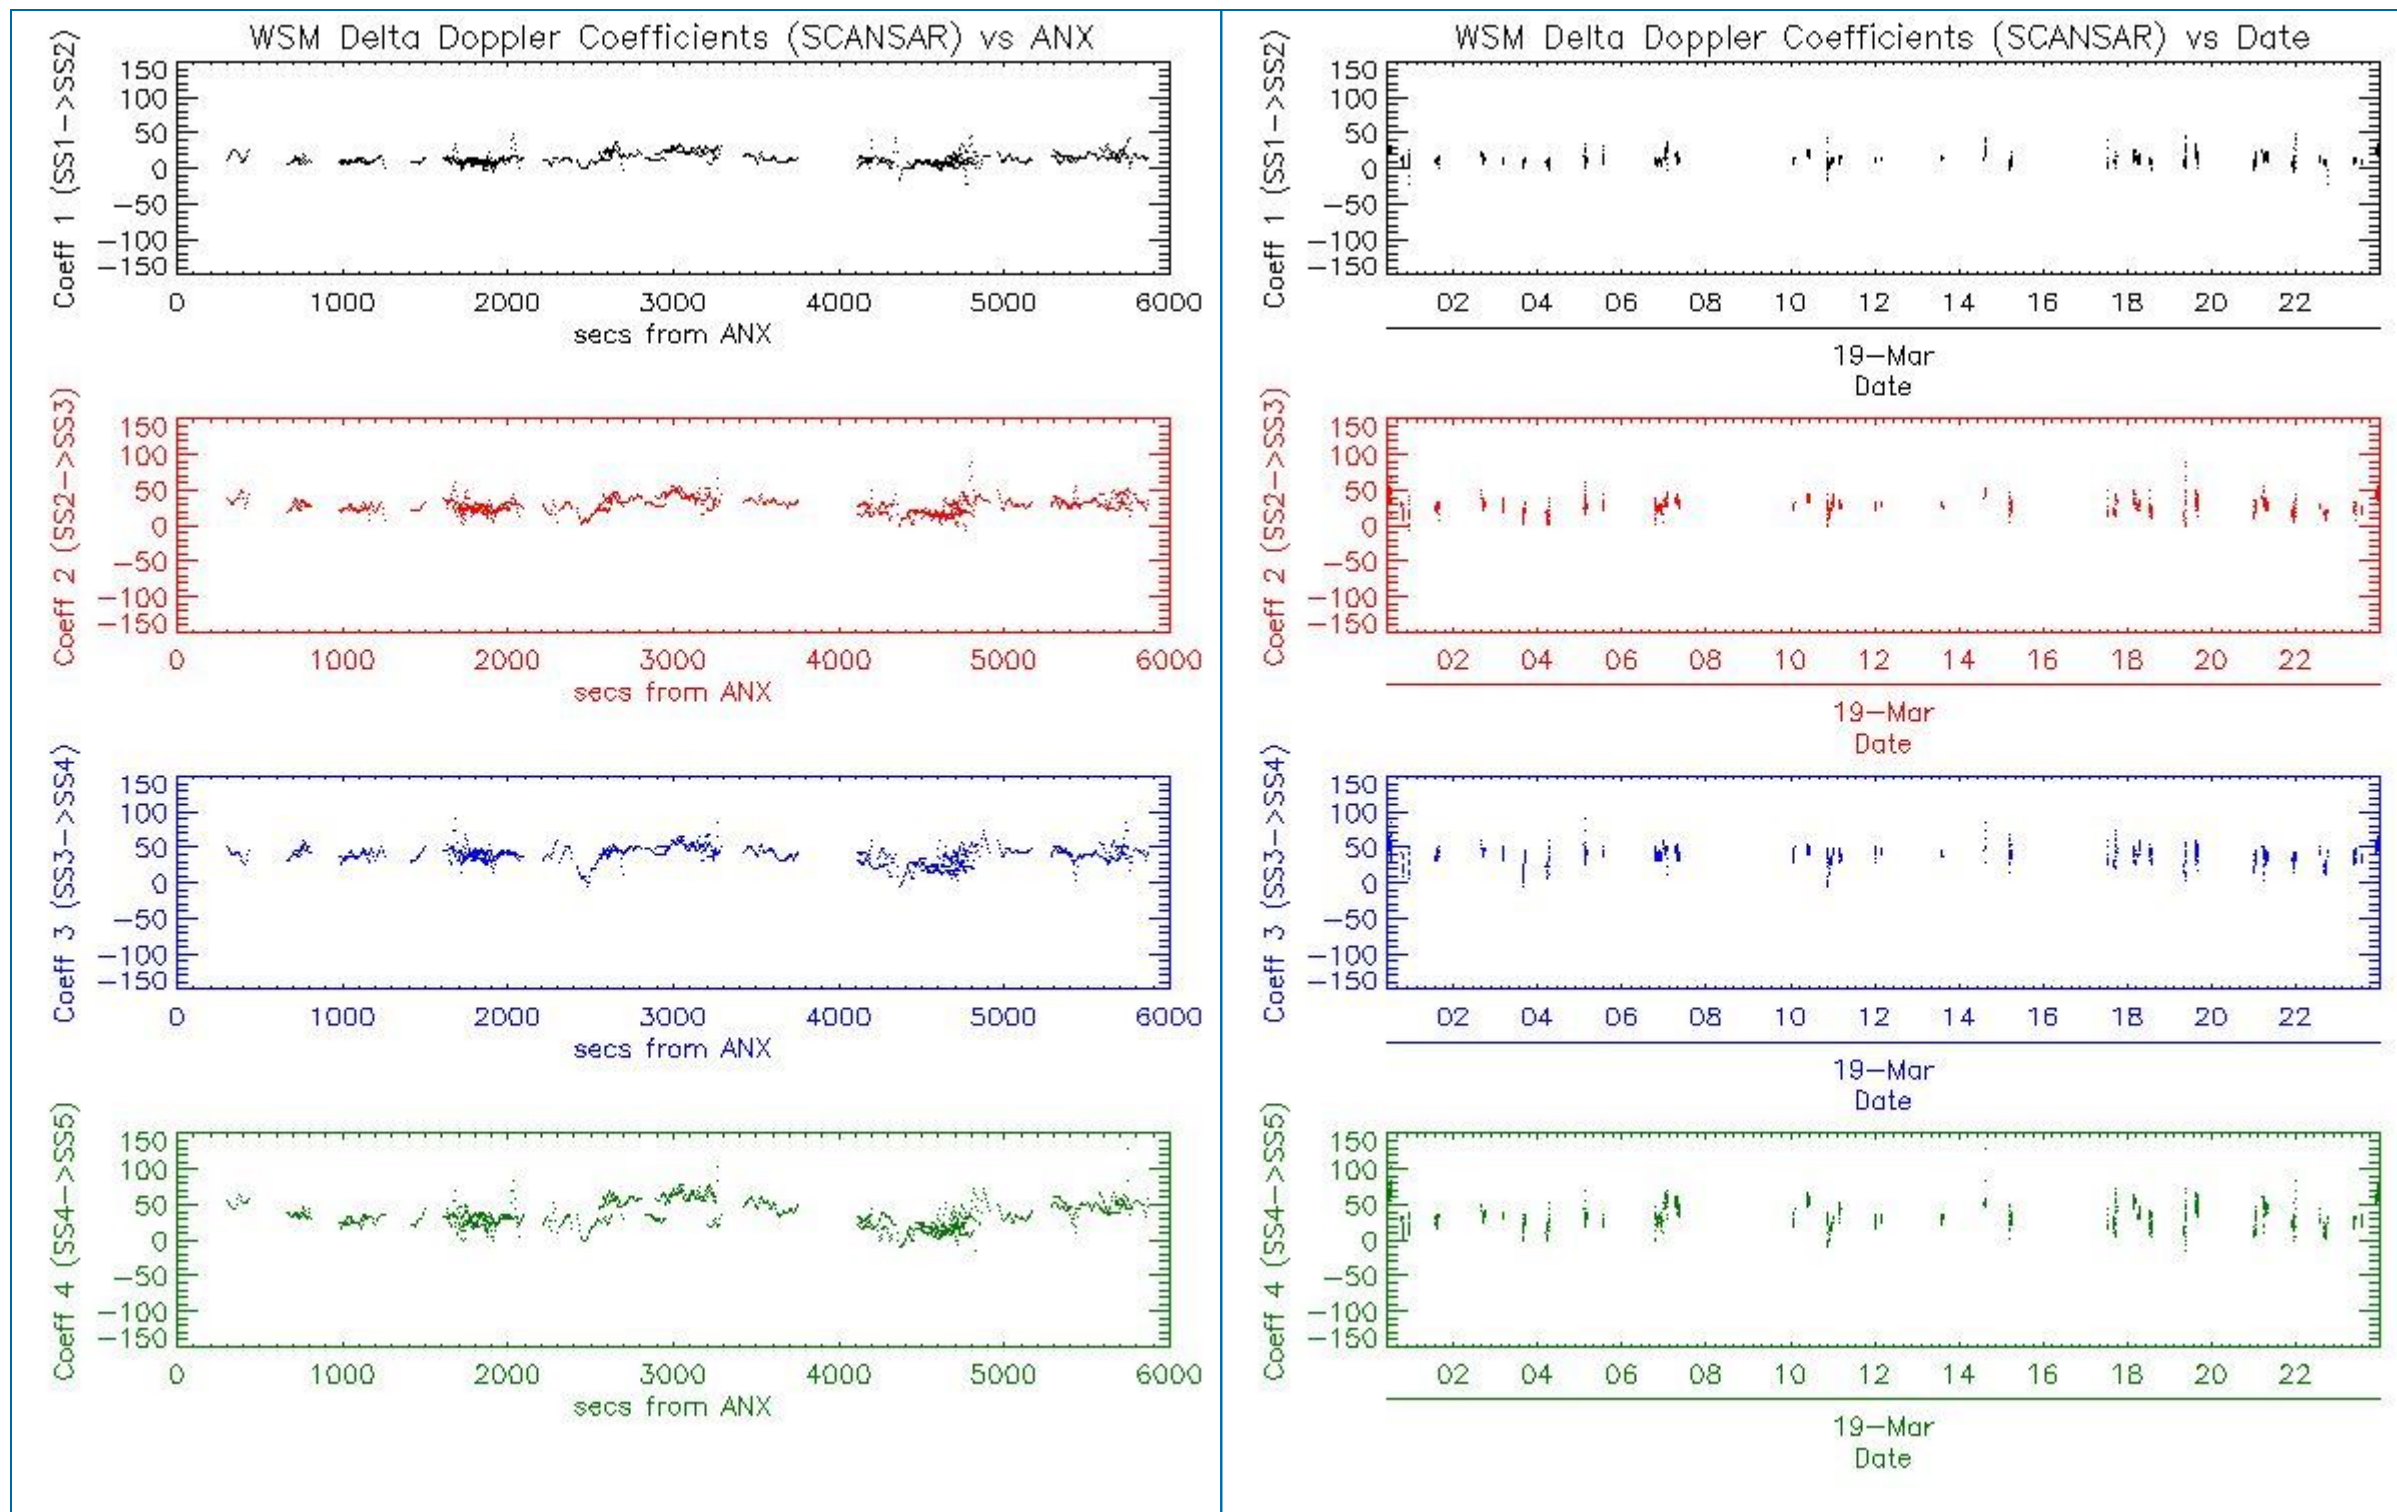 WSM Delta Doppler Coefficients (SCANSAR) vs ANX
Coeff 1 (SS1->SS2)
150
100
50
0
-50
-100
-150
0 1000 2000 3000 4000 5000 6000
secs from ANX
Coeff 2 (SS2->SS3)
150
100
50
0
-50
-100
-150
0 1000 2000 3000 4000 5000 6000
secs from ANX
Coeff 3 (SS3->SS4)
150
100
50
0
-50
-100
-150
0 1000 2000 3000 4000 5000 6000
secs from ANX
Coeff 4 (SS4->SS5)
150
100
50
0
-50
-100
-150
0 1000 2000 3000 4000 5000 6000
secs from ANX
WSM Delta Doppler Coefficients (SCANSAR) vs Date
Coeff 1 (SS1->SS2)
150
100
50
0
-50
-100
-150
02 04 06 08 10 12 14 16 18 20 22
19-Mar
Date
Coeff 2 (SS2->SS3)
150
100
50
0
-50
-100
-150
02 04 06 08 10 12 14 16 18 20 22
19-Mar
Date
Coeff 3 (SS3->SS4)
150
100
50
0
-50
-100
-150
02 04 06 08 10 12 14 16 18 20 22
19-Mar
Date
Coeff 4 (SS4->SS5)
150
100
50
0
-50
-100
-150
02 04 06 08 10 12 14 16 18 20 22
19-Mar
Date